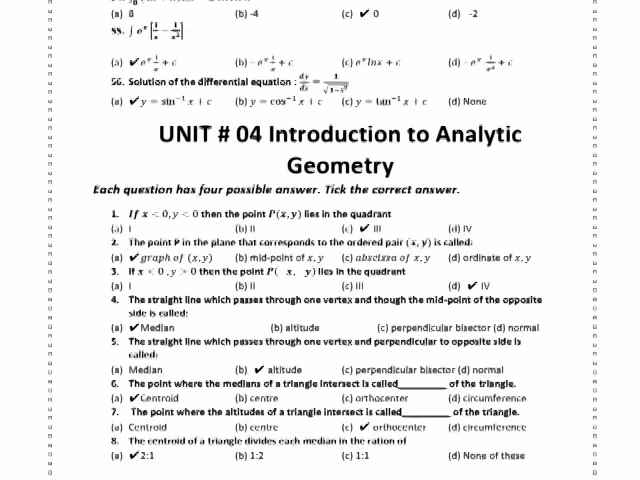 (a) 0 (b) -4 (c) ✔ 0 (d) -2
88. ∫ eˣ [1/x − 1/x²]
(a) ✔ eˣ 1/x + c (b) − eˣ 1/x + c (c) eˣ lnx + c (d) − eˣ 1/x² + c
56. Solution of the differential equation : dy/dx = 1/√1−x²
(a) ✔ y = sin⁻¹ x + c (b) y = cos⁻¹ x + c (c) y = tan⁻¹ x + c (d) None
UNIT # 04 Introduction to Analytic
Geometry
Each question has four possible answer. Tick the correct answer.
1. If x < 0, y < 0 then the point P(x, y) lies in the quadrant
(a) I (b) II (c) ✔ III (d) IV
2. The point P in the plane that corresponds to the ordered pair (x, y) is called:
(a) ✔ graph of (x, y) (b) mid-point of x, y (c) abscissa of x, y (d) ordinate of x, y
3. If x < 0, y > 0 then the point P( x, y) lies in the quadrant
(a) I (b) II (c) III (d) ✔ IV
4. The straight line which passes through one vertex and though the mid-point of the opposite
side is called:
(a) ✔ Median (b) altitude (c) perpendicular bisector (d) normal
5. The straight line which passes through one vertex and perpendicular to opposite side is
called:
(a) Median (b) ✔ altitude (c) perpendicular bisector (d) normal
6. The point where the medians of a triangle intersect is called_________ of the triangle.
(a) ✔ Centroid (b) centre (c) orthocenter (d) circumference
7. The point where the altitudes of a triangle intersect is called_________ of the triangle.
(a) Centroid (b) centre (c) ✔ orthocenter (d) circumference
8. The centroid of a triangle divides each median in the ration of
(a) ✔ 2:1 (b) 1:2 (c) 1:1 (d) None of these